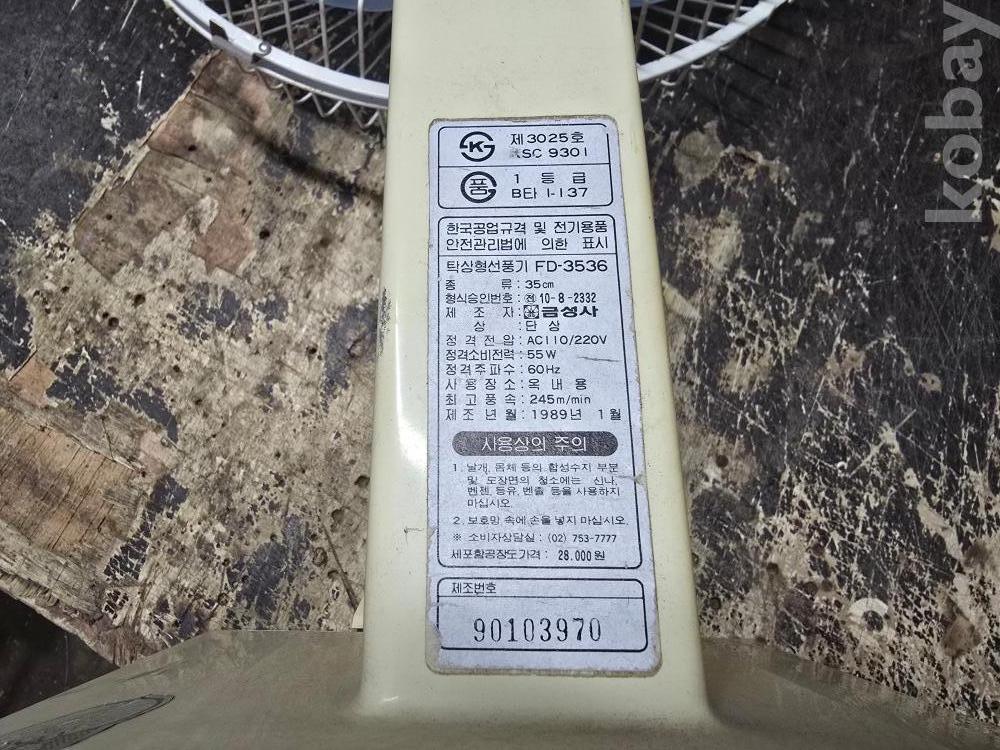 kobay
제 3025호
KSC 9301
품
1 등 급
B타 1-137
한국공업규격 및 전기용품
안전관리법에 의한 표시
탁상형선풍기 FD-3536
종 류 : 35cm
형식승인번호 : 10-8-2332
제 조 자 : 금성사
상 : 단 상
정 격 전 압 : AC110/220V
정격소비전력 : 55W
정격주파수 : 60Hz
사 용 장 소 : 옥 내 용
최 고 풍 속 : 245m/min
제 조 년 월 : 1989년 1월
사용상의 주의
1. 날개, 몸체 등의 합성수지 부분
및 도장면의 청소에는 신나,
벤젠, 등유, 벤졸 등을 사용하지
마십시오.
2. 보호망 속에 손을 넣지 마십시오.
※ 소비자상담실 : (02) 753-7777
세포함공장도가격 : 28,000원
제조번호
90103970